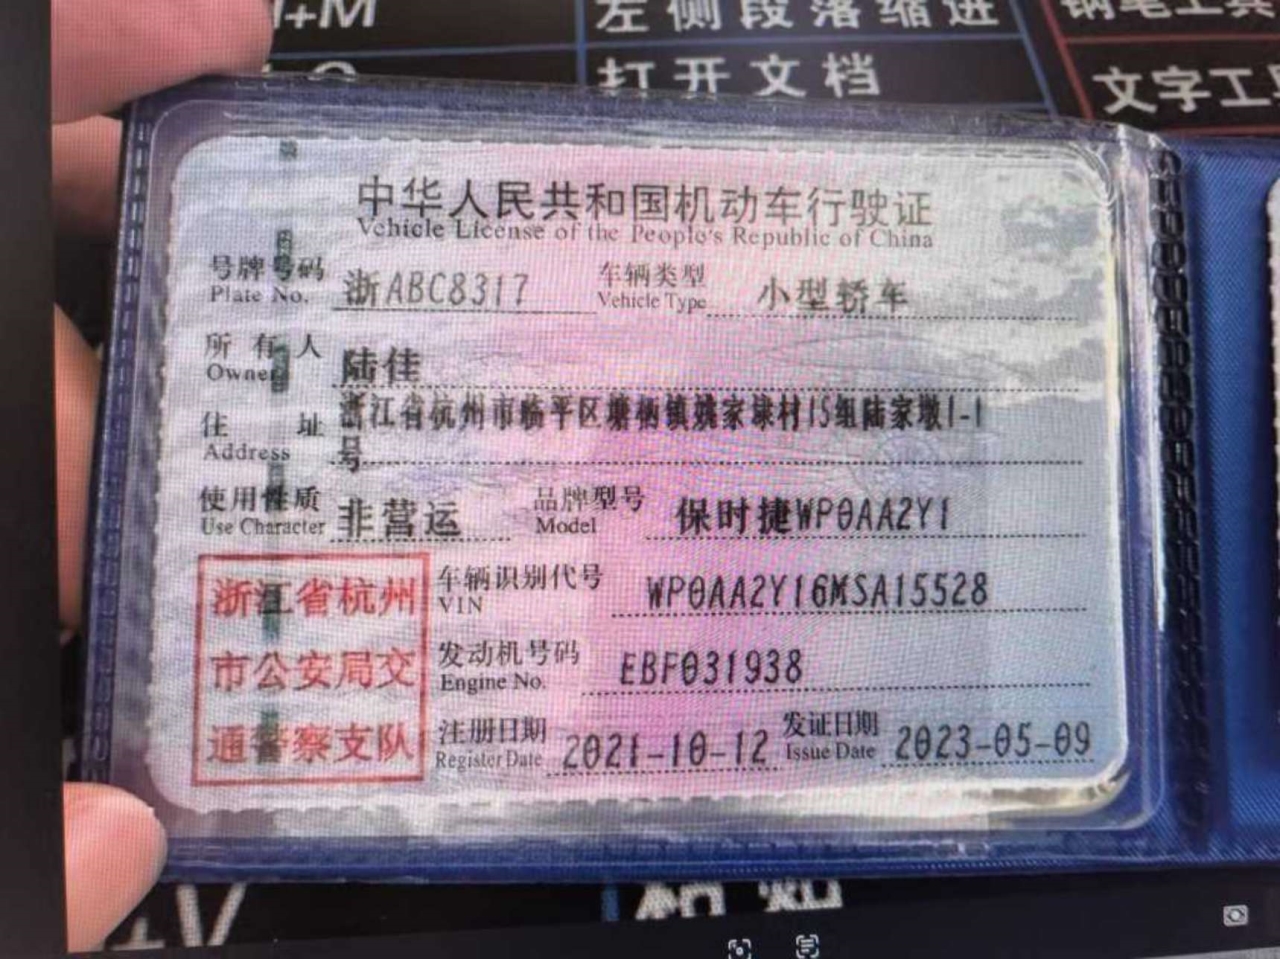 左侧段落缩进
打开文档
文字工
中华人民共和国机动车行驶证
Vehicle License of the People's Republic of China
号牌号码 浙ABC8317 车辆类型 小型轿车
Plate No. Vehicle Type
所有人 陆佳
Owner
住址 浙江省杭州市临平区塘栖镇姚家埭村15组陆家墩1-1
Address 号
使用性质 非营运 品牌型号 保时捷WP0AA2Y1
Use Character Model
浙江省杭州
市公安局交
通警察支队
车辆识别代号 WP0AA2Y16MSA15528
VIN
发动机号码 EBF031938
Engine No.
注册日期 2021-10-12 发证日期 2023-05-09
Register Date Issue Date